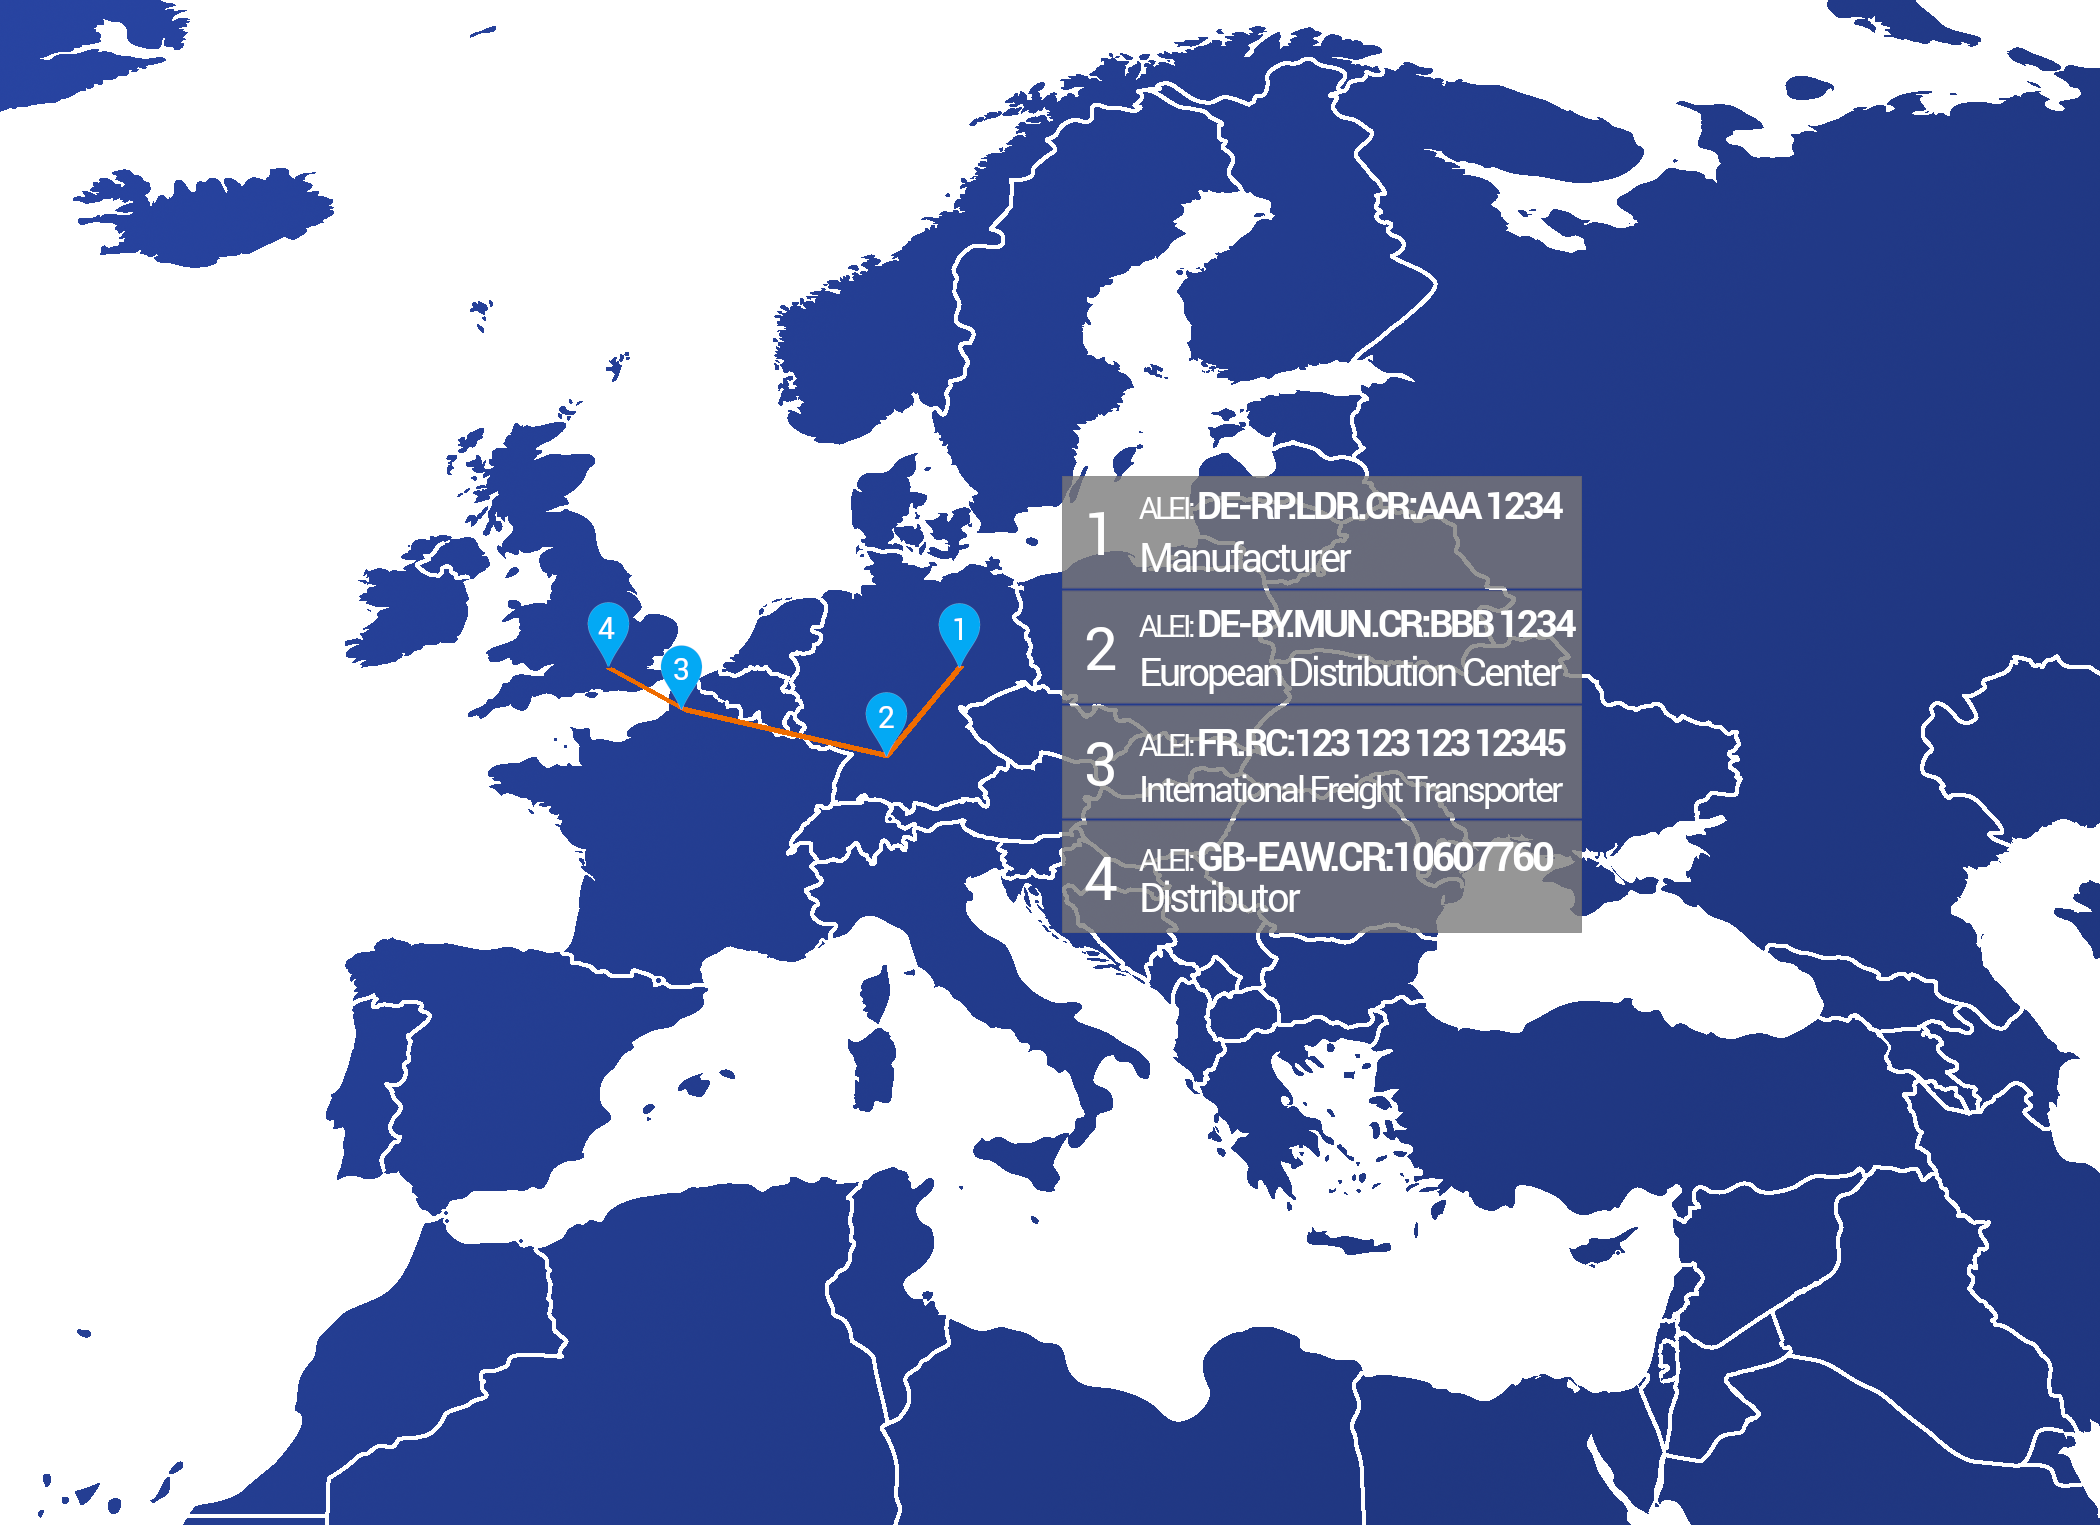 4
1
3
2
1
ALEI: DE-RP.LDR.CR:AAA 1234
Manufacturer
2
ALEI: DE-BY.MUN.CR:BBB 1234
European Distribution Center
3
ALEI: FR.RC:123 123 123 12345
International Freight Transporter
4
ALEI: GB-EAW.CR:10607760
Distributor